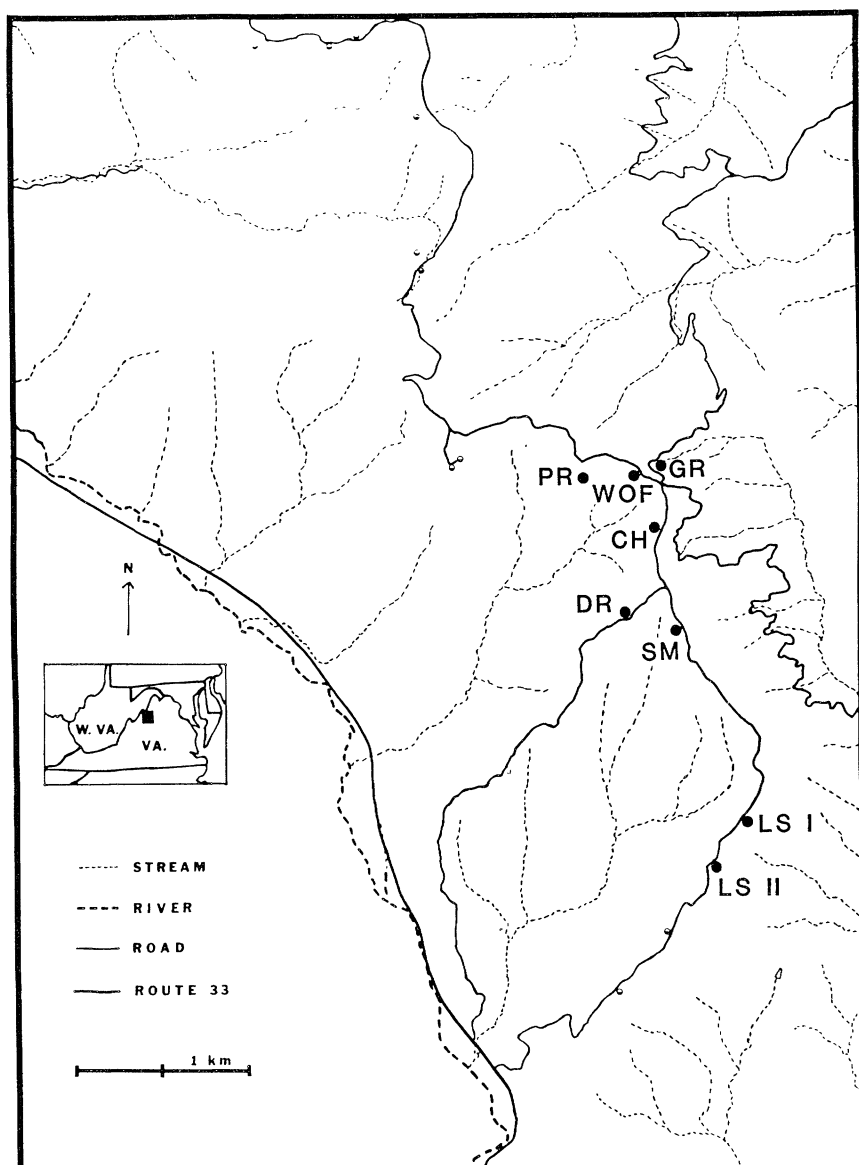 PR
WOF
GR
CH
DR
SM
N
W. VA.
VA.
LS I
LS II
STREAM
RIVER
ROAD
ROUTE 33
1 km